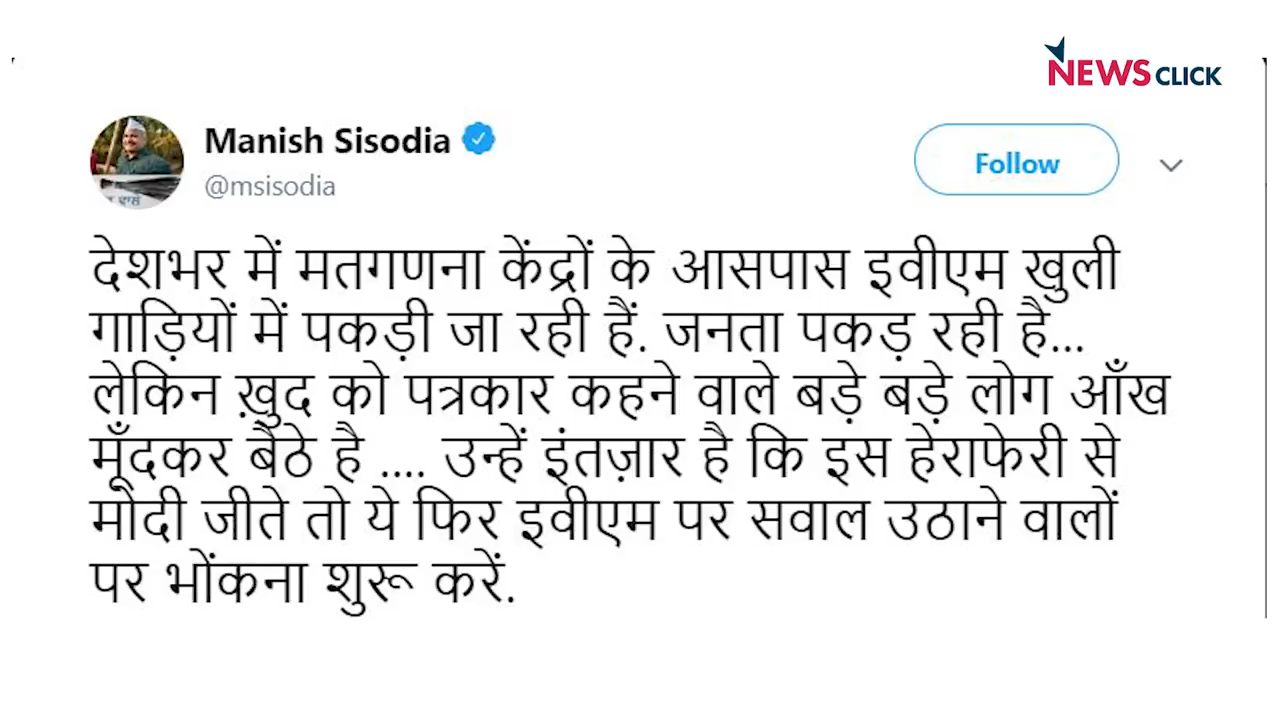 NEWSCLICK
Manish Sisodia
@msisodia
Follow
देशभर में मतगणना केंद्रों के आसपास इवीएम खुली
गाड़ियों में पकड़ी जा रही हैं. जनता पकड़ रही है...
लेकिन ख़ुद को पत्रकार कहने वाले बड़े बड़े लोग आँख
मूँदकर बैठे है .... उन्हें इंतज़ार है कि इस हेराफेरी से
मोदी जीते तो ये फिर इवीएम पर सवाल उठाने वालों
पर भोंकना शुरू करें.